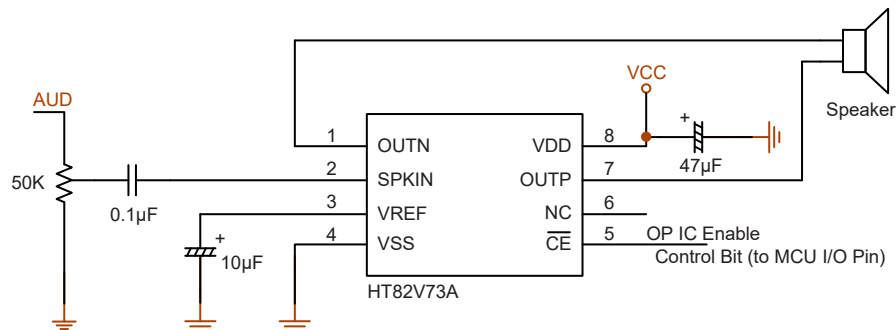 VCC
Speaker
AUD
+
1
OUTN
VDD
8
47µF
50K
2
SPKIN
OUTP
7
0.1µF
3
VREF
NC
6
+
10µF
4
VSS
CE
5
OP IC Enable
Control Bit (to MCU I/O Pin)
HT82V73A